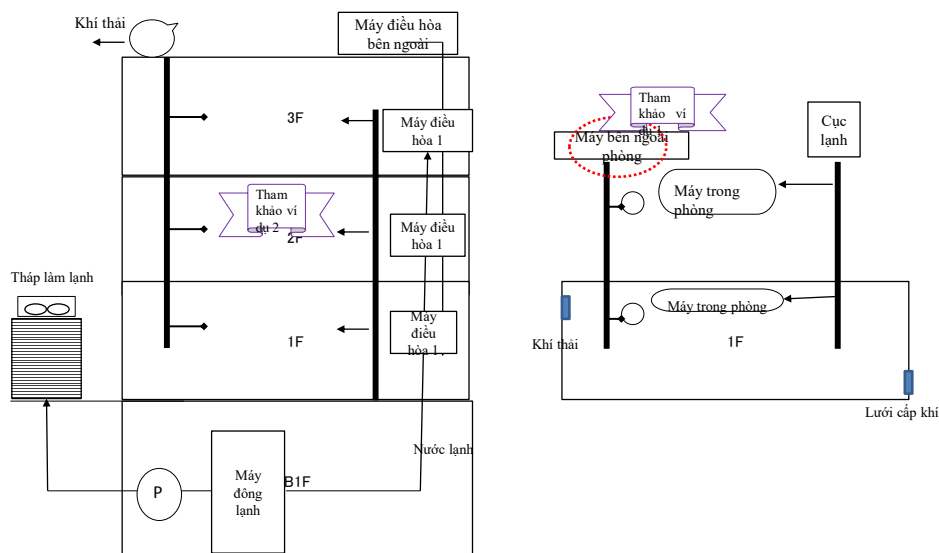 Khí thải
Máy điều hòa
bên ngoài
3F
Máy điều
hòa 1
Tham
khảo ví
dụ 2
2F
Máy điều
hòa 1
Tháp làm lạnh
1F
Máy
điều
hòa 1
Nước lạnh
P
Máy
đông
lạnh
B1F
Tham
khảo ví
dụ 1
Máy bên ngoài
phòng
Cục
lạnh
Máy trong
phòng
Máy trong phòng
Khí thải
1F
Lưới cấp khí